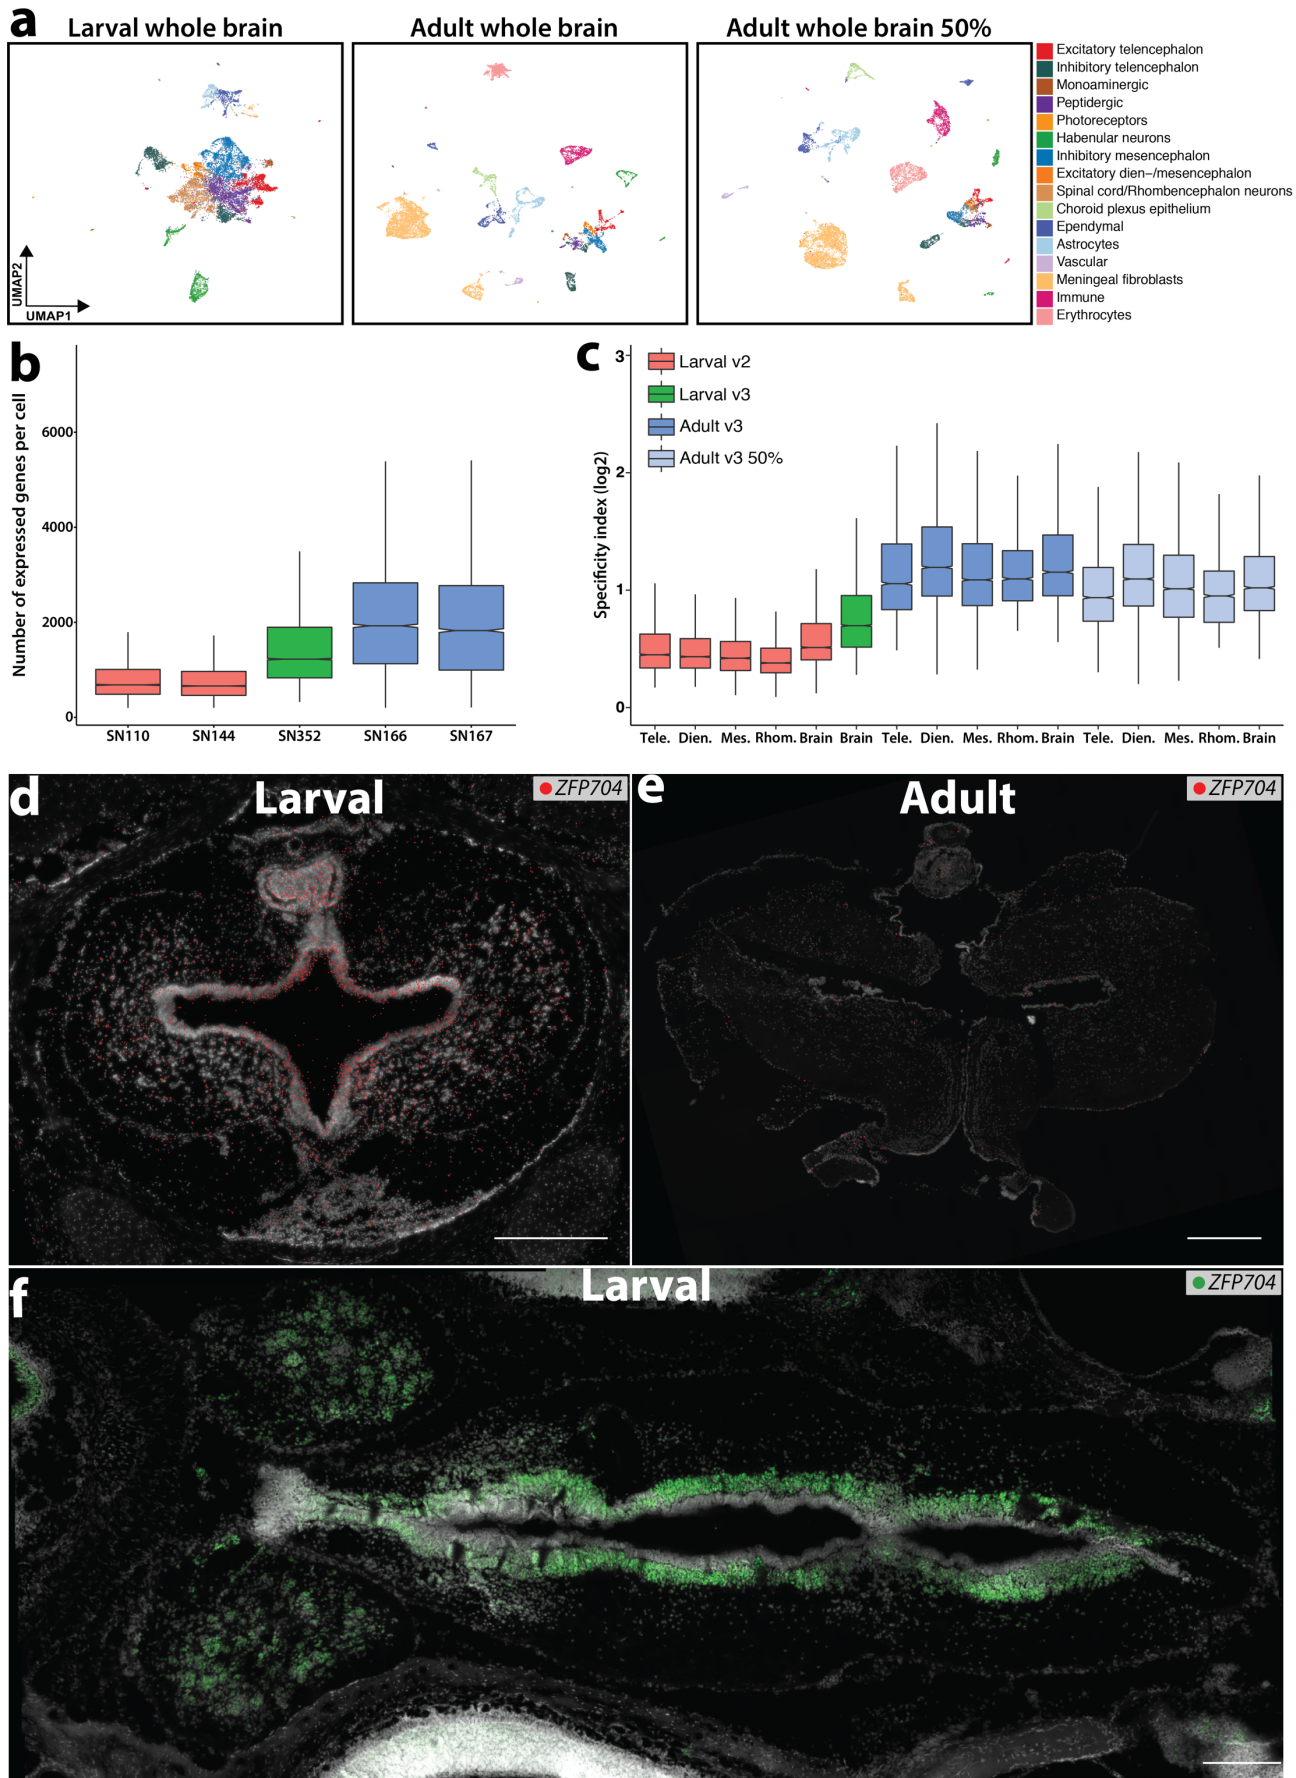 a
Larval whole brain
Adult whole brain
Adult whole brain 50%
UMAP2
UMAP1
Excitatory telencephalon
Inhibitory telencephalon
Monoaminergic
Peptidergic
Photoreceptors
Habenular neurons
Inhibitory mesencephalon
Excitatory dien−/mesencephalon
Spinal cord/Rhombencephalon neurons
Choroid plexus epithelium
Ependymal
Astrocytes
Vascular
Meningeal fibroblasts
Immune
Erythrocytes
b
Number of expressed genes per cell
6000
4000
2000
0
SN110 SN144 SN352 SN166 SN167
c
Specificity index (log2)
3
2
1
0
Larval v2
Larval v3
Adult v3
Adult v3 50%
Tele. Dien. Mes. Rhom. Brain Brain Tele. Dien. Mes. Rhom. Brain Tele. Dien. Mes. Rhom. Brain
d
Larval
ZFP704
e
Adult
ZFP704
f
Larval
ZFP704